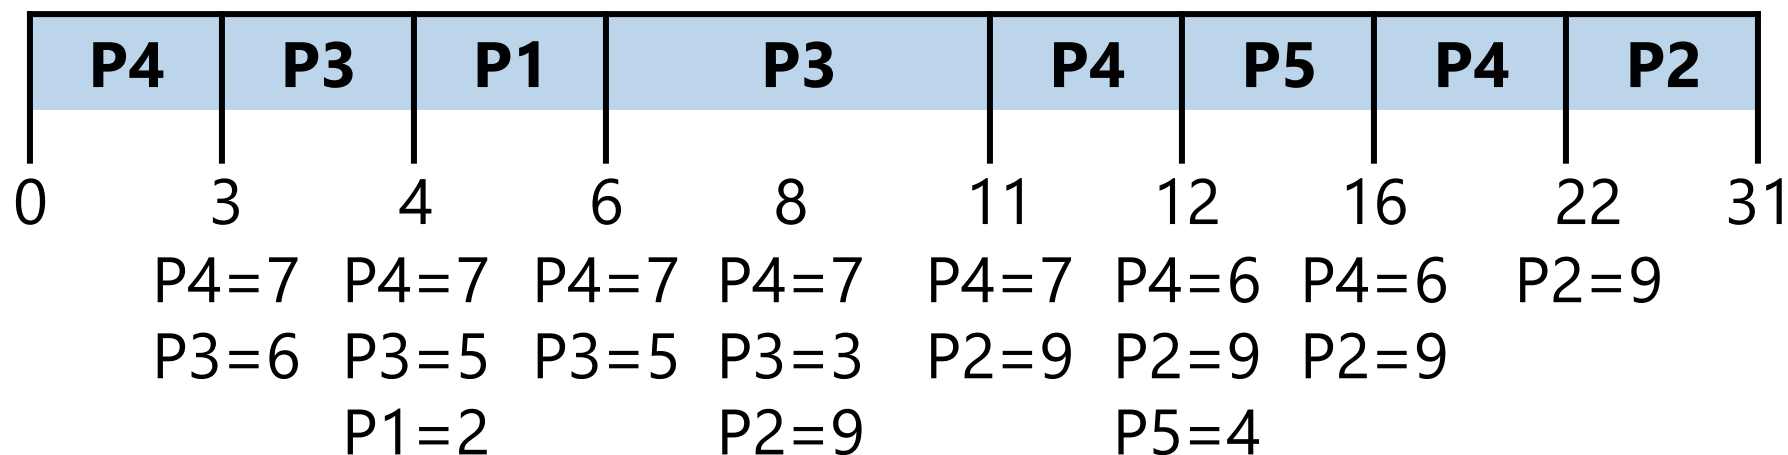 P4 P3 P1 P3 P4 P5 P4 P2
0 3 4 6 8 11 12 16 22 31
P4=7 P4=7 P4=7 P4=7 P4=7 P4=6 P4=6 P2=9
P3=6 P3=5 P3=5 P3=3 P2=9 P2=9 P2=9
P1=2 P2=9 P5=4